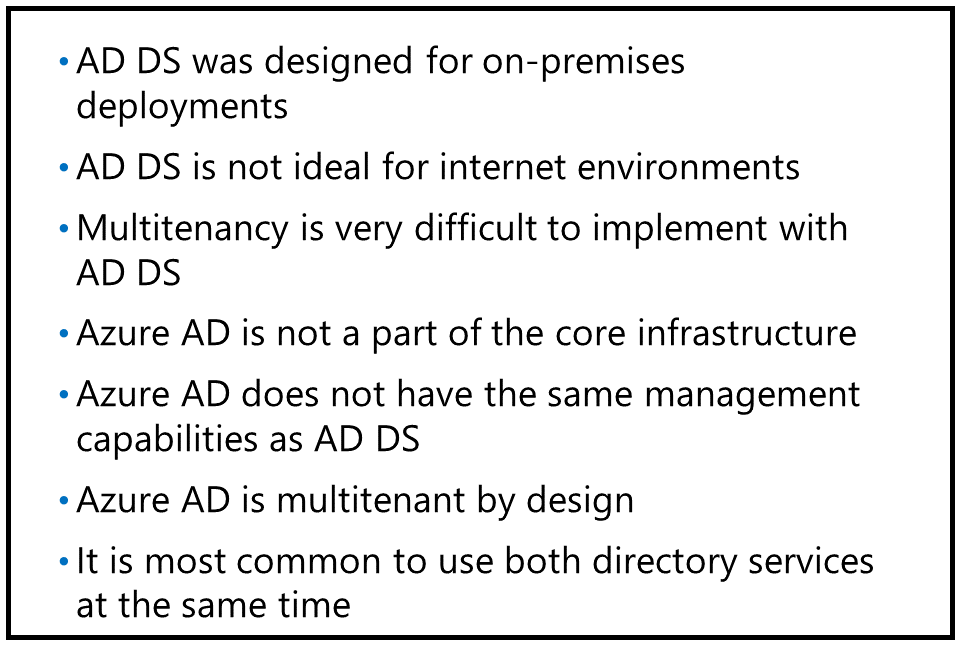 • AD DS was designed for on-premises
deployments
• AD DS is not ideal for internet environments
• Multitenancy is very difficult to implement with
AD DS
• Azure AD is not a part of the core infrastructure
• Azure AD does not have the same management
capabilities as AD DS
• Azure AD is multitenant by design
• It is most common to use both directory services
at the same time